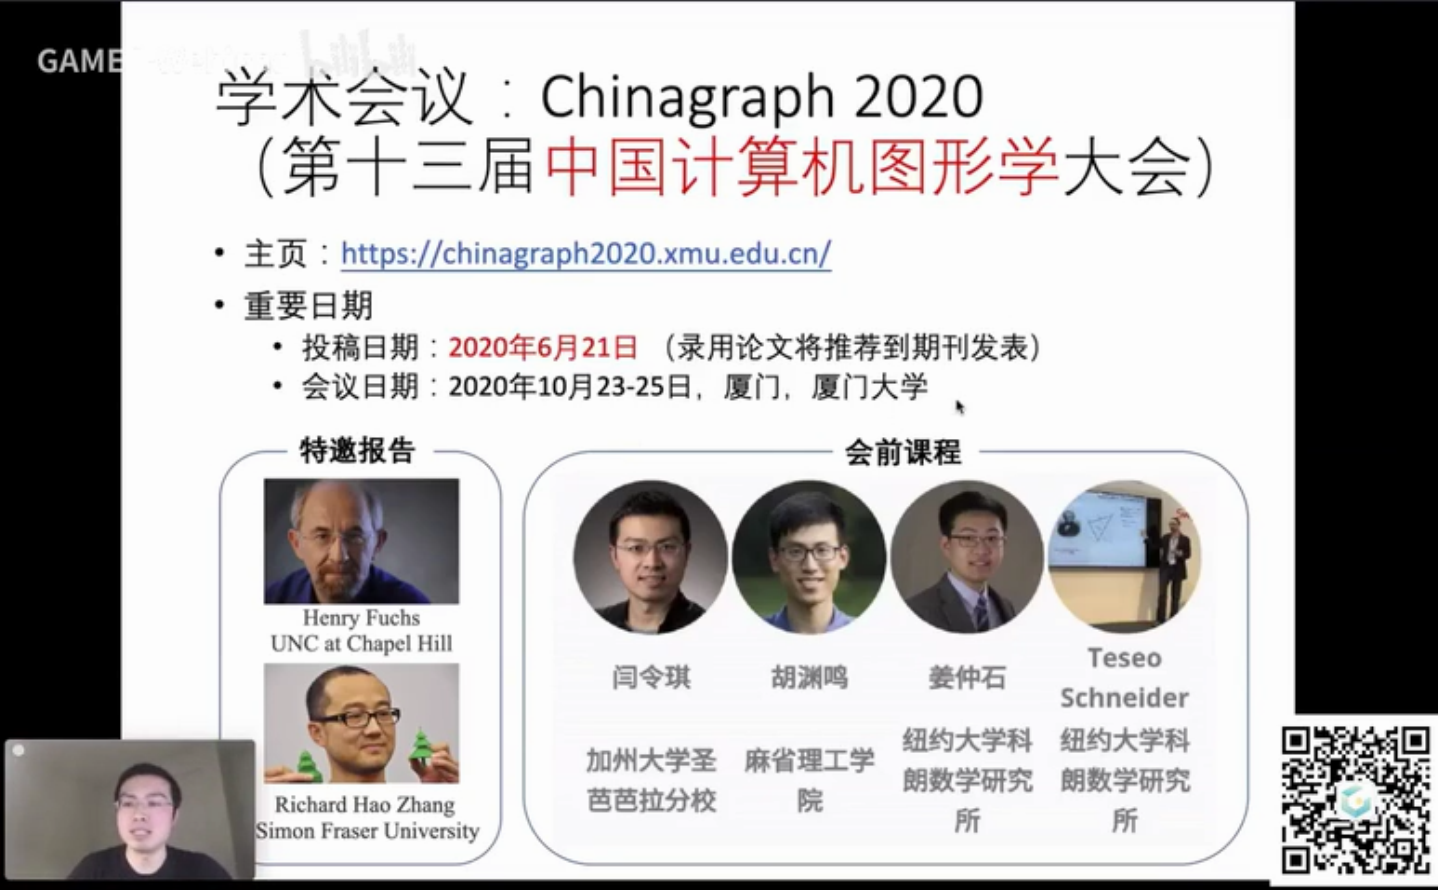 GAME
学术会议：Chinagraph 2020
（第十三届中国计算机图形学大会）
• 主页：https://chinagraph2020.xmu.edu.cn/
• 重要日期
• 投稿日期：2020年6月21日 （录用论文将推荐到期刊发表）
• 会议日期：2020年10月23-25日，厦门，厦门大学
特邀报告
Henry Fuchs
UNC at Chapel Hill
Richard Hao Zhang
Simon Fraser University
会前课程
闫令琪
加州大学圣
芭芭拉分校
胡渊鸣
麻省理工学
院
姜仲石
纽约大学科
朗数学研究
所
Teseo
Schneider
纽约大学科
朗数学研究
所